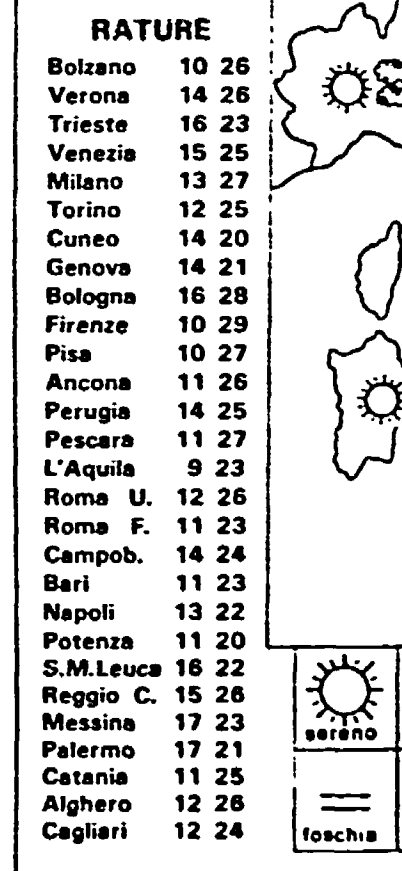 RATURE
Bolzano 10 26
Verona 14 26
Trieste 16 23
Venezia 15 25
Milano 13 27
Torino 12 25
Cuneo 14 20
Genova 14 21
Bologna 16 28
Firenze 10 29
Pisa 10 27
Ancona 11 26
Perugia 14 25
Pescara 11 27
L'Aquila 9 23
Roma U. 12 26
Roma F. 11 23
Campob. 14 24
Bari 11 23
Napoli 13 22
Potenza 11 20
S.M.Leuca 16 22
Reggio C. 15 26
Messina 17 23
Palermo 17 21
Catania 11 25
Alghero 12 26
Cagliari 12 24
sereno
foschia